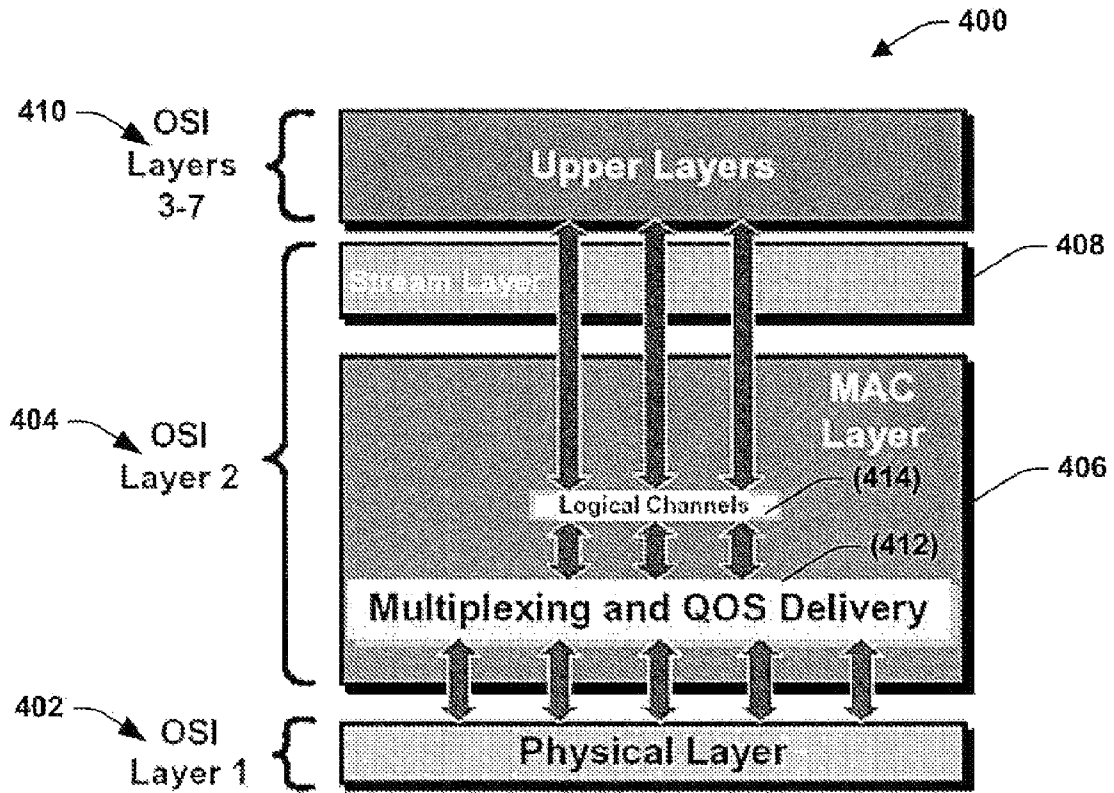 400
410
OSI
Layers
3-7
Upper Layers
408
Stream Layer
MAC
Layer
404
OSI
Layer 2
406
(414)
Logical Channels
(412)
Multiplexing and QOS Delivery
402
OSI
Layer 1
Physical Layer